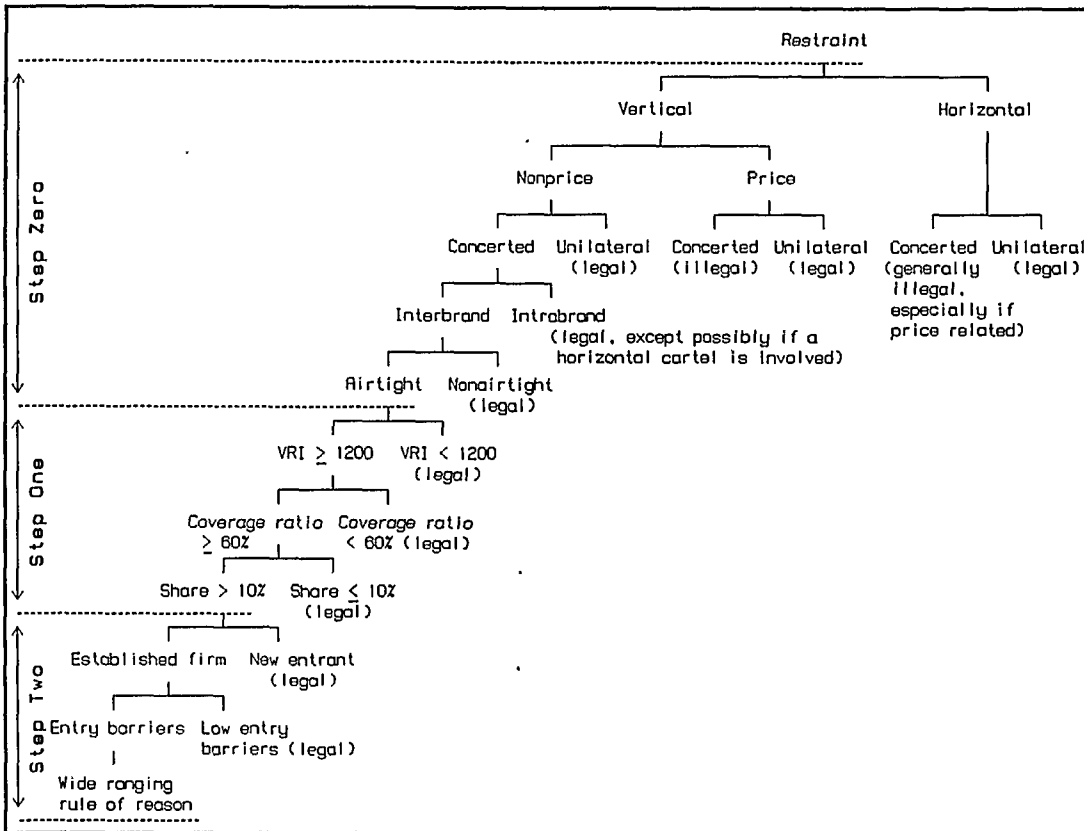 Restraint
Vertical
Horizontal
Nonprice
Price
Concerted
Unilateral
(legal)
Concerted
(illegal)
Unilateral
(legal)
Concerted
(generally
illegal,
especially if
price related)
Unilateral
(legal)
Interbrand
Intrabrand
(legal, except possibly if a
horizontal cartel is involved)
Airtight
Nonairtight
(legal)
Step Zero
VRI ≥ 1200
VRI < 1200
(legal)
Coverage ratio
≥ 60%
Coverage ratio
< 60% (legal)
Share > 10%
Share ≤ 10%
(legal)
Step One
Established firm
New entrant
(legal)
Entry barriers
Low entry
barriers (legal)
Wide ranging
rule of reason
Step Two